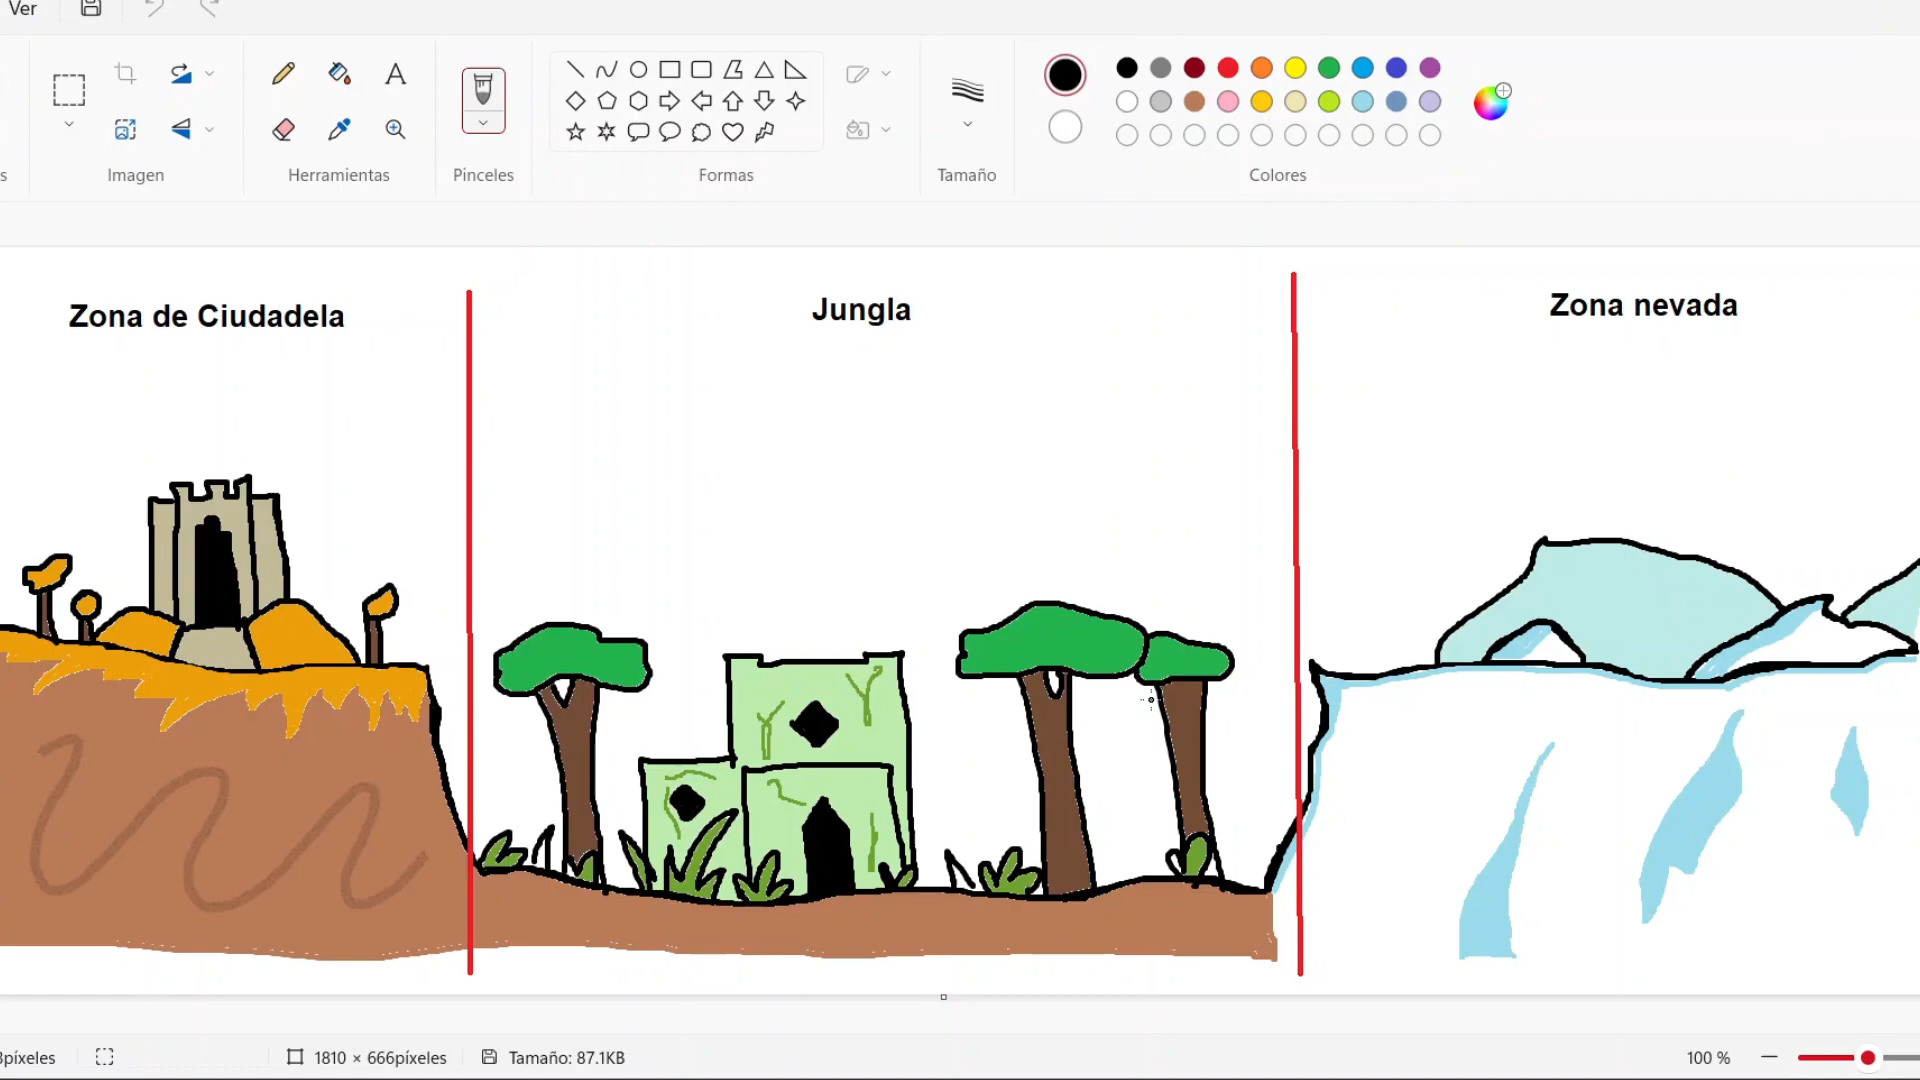 Ver
Imagen
Herramientas
Pinceles
Formas
Tamaño
Colores
Zona de Ciudadela
Jungla
Zona nevada
1810 × 666píxeles
Tamaño: 87.1KB
100 %